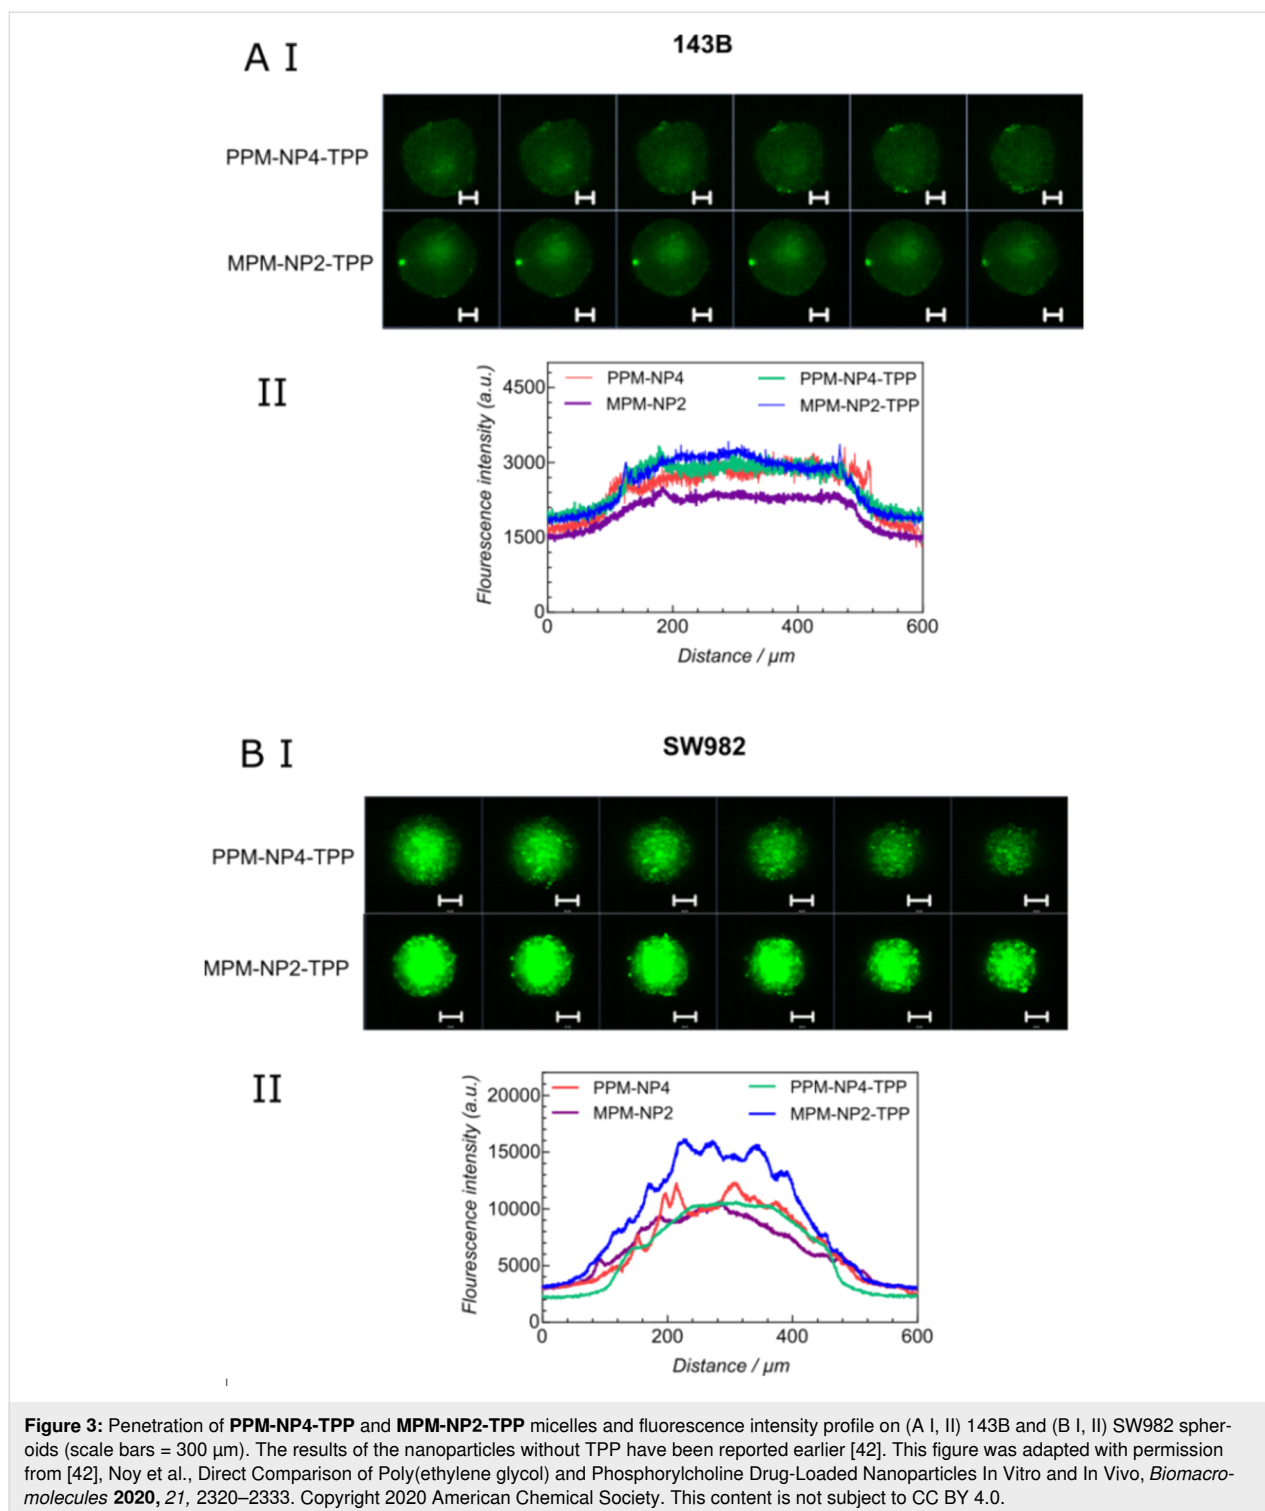 A I
143B
PPM-NP4-TPP
MPM-NP2-TPP
II
Flourescence intensity (a.u.)
4500
3000
1500
0
PPM-NP4
MPM-NP2
PPM-NP4-TPP
MPM-NP2-TPP
0 200 400 600
Distance / µm
B I
SW982
PPM-NP4-TPP
MPM-NP2-TPP
II
Flourescence intensity (a.u.)
20000
15000
10000
5000
0
PPM-NP4
MPM-NP2
PPM-NP4-TPP
MPM-NP2-TPP
0 200 400 600
Distance / µm
Figure 3: Penetration of PPM-NP4-TPP and MPM-NP2-TPP micelles and fluorescence intensity profile on (A I, II) 143B and (B I, II) SW982 spher-
oids (scale bars = 300 µm). The results of the nanoparticles without TPP have been reported earlier [42]. This figure was adapted with permission
from [42], Noy et al., Direct Comparison of Poly(ethylene glycol) and Phosphorylcholine Drug-Loaded Nanoparticles In Vitro and In Vivo, Biomacro-
molecules 2020, 21, 2320–2333. Copyright 2020 American Chemical Society. This content is not subject to CC BY 4.0.